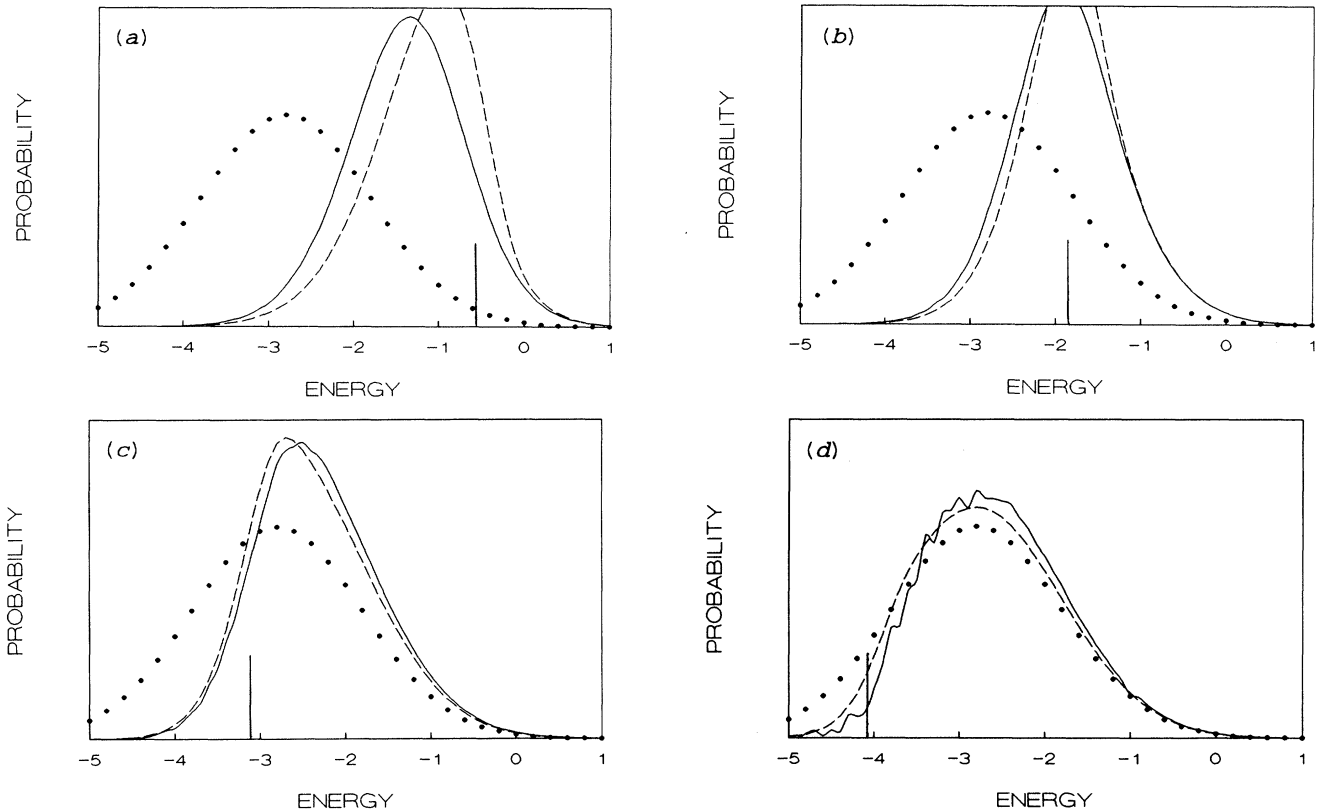 (a)
PROBABILITY
-5 -4 -3 -2 -1 0 1
ENERGY
(b)
PROBABILITY
-5 -4 -3 -2 -1 0 1
ENERGY
(c)
PROBABILITY
-5 -4 -3 -2 -1 0 1
ENERGY
(d)
PROBABILITY
-5 -4 -3 -2 -1 0 1
ENERGY